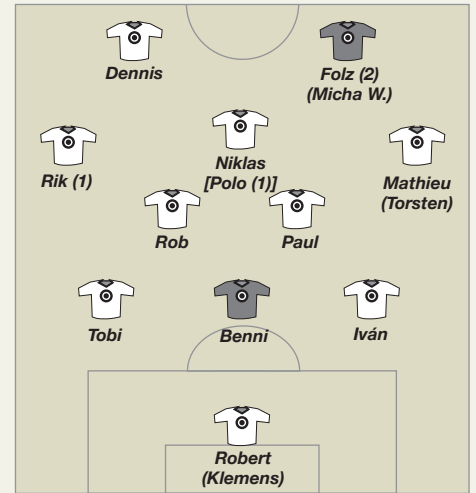 Dennis
Folz (2)
(Micha W.)
Rik (1)
Niklas
[Polo (1)]
Mathieu
(Torsten)
Rob
Paul
Tobi
Benni
Iván
Robert
(Klemens)